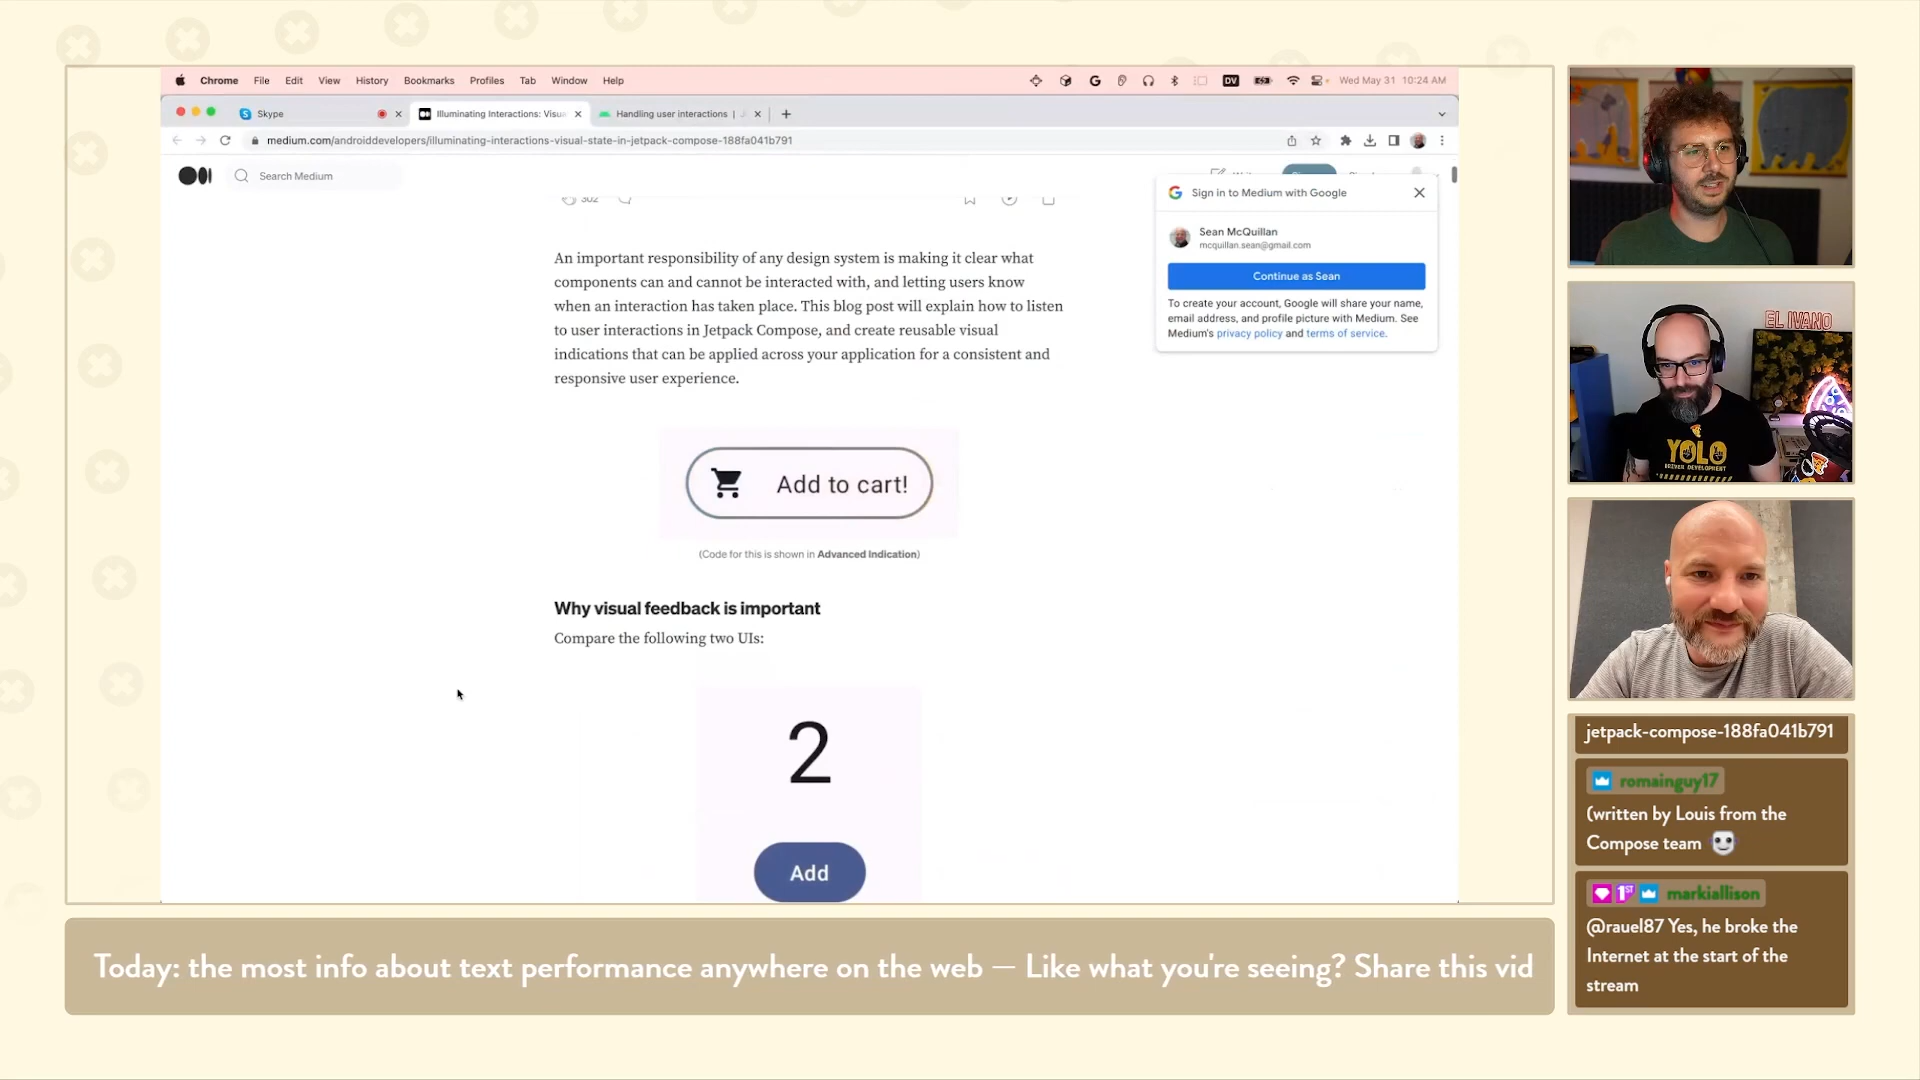 Chrome File Edit View History Bookmarks Profiles Tab Window Help
DV
Wed May 31 10:24 AM
Skype
Illuminating Interactions: Visu
Handling user interactions |
medium.com/androiddevelopers/illuminating-interactions-visual-state-in-jetpack-compose-188fa041b791
Search Medium
302
Sign in to Medium with Google
Sean McQuillan
mcquillan.sean@gmail.com
Continue as Sean
To create your account, Google will share your name,
email address, and profile picture with Medium. See
Medium's privacy policy and terms of service.
An important responsibility of any design system is making it clear what
components can and cannot be interacted with, and letting users know
when an interaction has taken place. This blog post will explain how to listen
to user interactions in Jetpack Compose, and create reusable visual
indications that can be applied across your application for a consistent and
responsive user experience.
Add to cart!
(Code for this is shown in Advanced Indication)
Why visual feedback is important
Compare the following two UIs:
2
Add
EL IVANO
YOLO
DRIVEN DEVELOPMENT
jetpack-compose-188fa041b791
romainguy17
(written by Louis from the
Compose team
1ST
markiallison
@rauel87 Yes, he broke the
Internet at the start of the
stream
Today: the most info about text performance anywhere on the web — Like what you're seeing? Share this vid